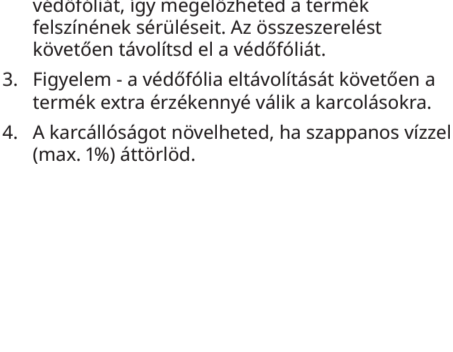 védőfóliát, így megelőzheted a termék
felszínének sérüléseit. Az összeszerelést
követően távolítsd el a védőfóliát.
3. Figyelem - a védőfólia eltávolítását követően a
termék extra érzékennyé válik a karcolásokra.
4. A karcállóságot növelheted, ha szappanos vízzel
(max. 1%) áttörlöd.